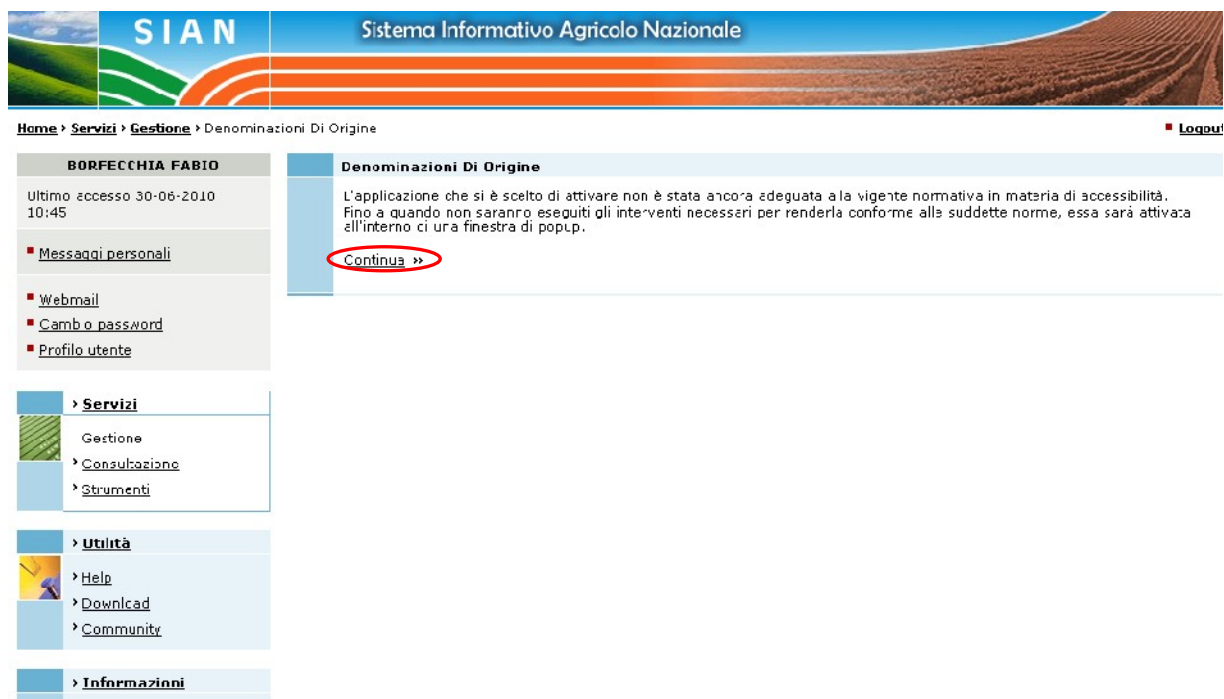 SIAN
Sistema Informativo Agricolo Nazionale
Home › Servizi › Gestione › Denominazioni Di Origine
Logout
BORFECCHIA FABIO
Ultimo accesso 30-06-2010
10:45
Messaggi personali
Webmail
Cambio password
Profilo utente
› Servizi
Gestione
› Consultazione
› Strumenti
› Utilità
› Help
› Download
› Community
› Informazioni
Denominazioni Di Origine
L'applicazione che si è scelto di attivare non è stata ancora adeguata alla vigente normativa in materia di accessibilità.
Fino a quando non saranno eseguiti gli interventi necessari per renderla conforme alle suddette norme, essa sarà attivata
all'interno di una finestra di popup.
Continua »